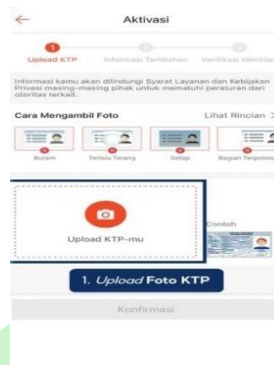 Aktivasi
1
Upload KTP
Informasi Tambahan
Verifikasi Identitas
Informasi kamu akan dilindungi Syarat Layanan dan Kebijakan
Privasi masing-masing pihak untuk mematuhi peraturan dari
otoritas terkait.
Cara Mengambil Foto
Lihat Rincian
Buram
Terlalu Terang
Gelap
Bagian Terpotong
Upload KTP-mu
Contoh
1. Upload Foto KTP
Konfirmasi